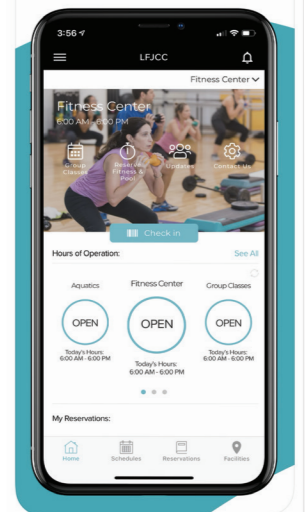 3:56
LFJCC
Fitness Center
Fitness Center
6:00 AM - 6:00 PM
Group
Classes
Reserve
Fitness &
Pool
Updates
Contact Us
Check in
Hours of Operation:
See All
Aquatics
Fitness Center
Group Classes
OPEN
OPEN
OPEN
Today's Hours:
6:00 AM - 6:00 PM
Today's Hours:
6:00 AM - 6:00 PM
Today's Hours:
6:00 AM - 6:00 PM
My Reservations:
Home
Schedules
Reservations
Facilities